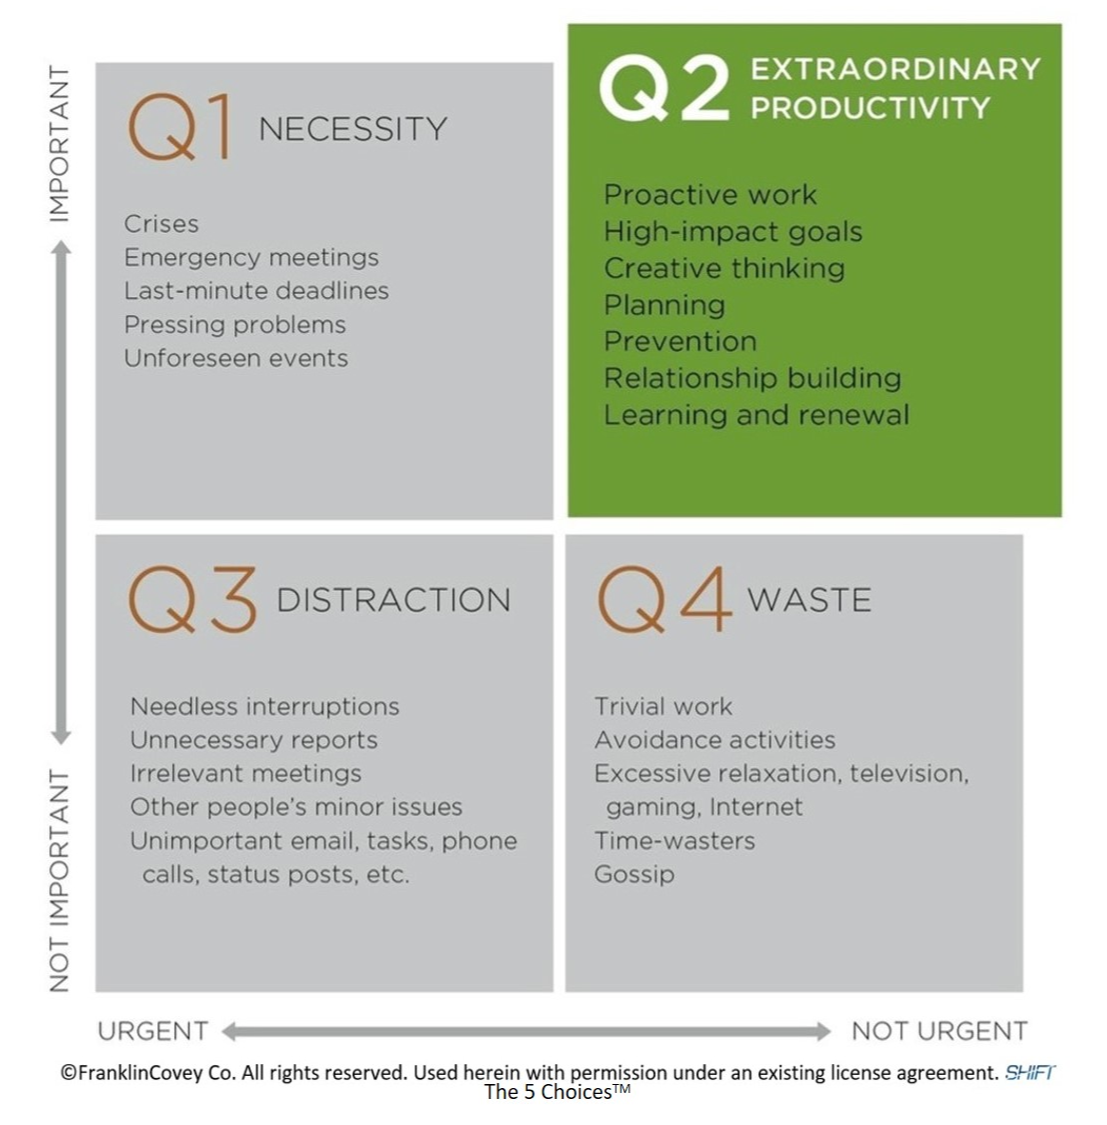 IMPORTANT
Q1 NECESSITY
Crises
Emergency meetings
Last-minute deadlines
Pressing problems
Unforeseen events
Q2 EXTRAORDINARY
PRODUCTIVITY
Proactive work
High-impact goals
Creative thinking
Planning
Prevention
Relationship building
Learning and renewal
NOT IMPORTANT
Q3 DISTRACTION
Needless interruptions
Unnecessary reports
Irrelevant meetings
Other people's minor issues
Unimportant email, tasks, phone
calls, status posts, etc.
Q4 WASTE
Trivial work
Avoidance activities
Excessive relaxation, television,
gaming, Internet
Time-wasters
Gossip
URGENT
NOT URGENT
©FranklinCovey Co. All rights reserved. Used herein with permission under an existing license agreement. SHIFT
The 5 Choices™